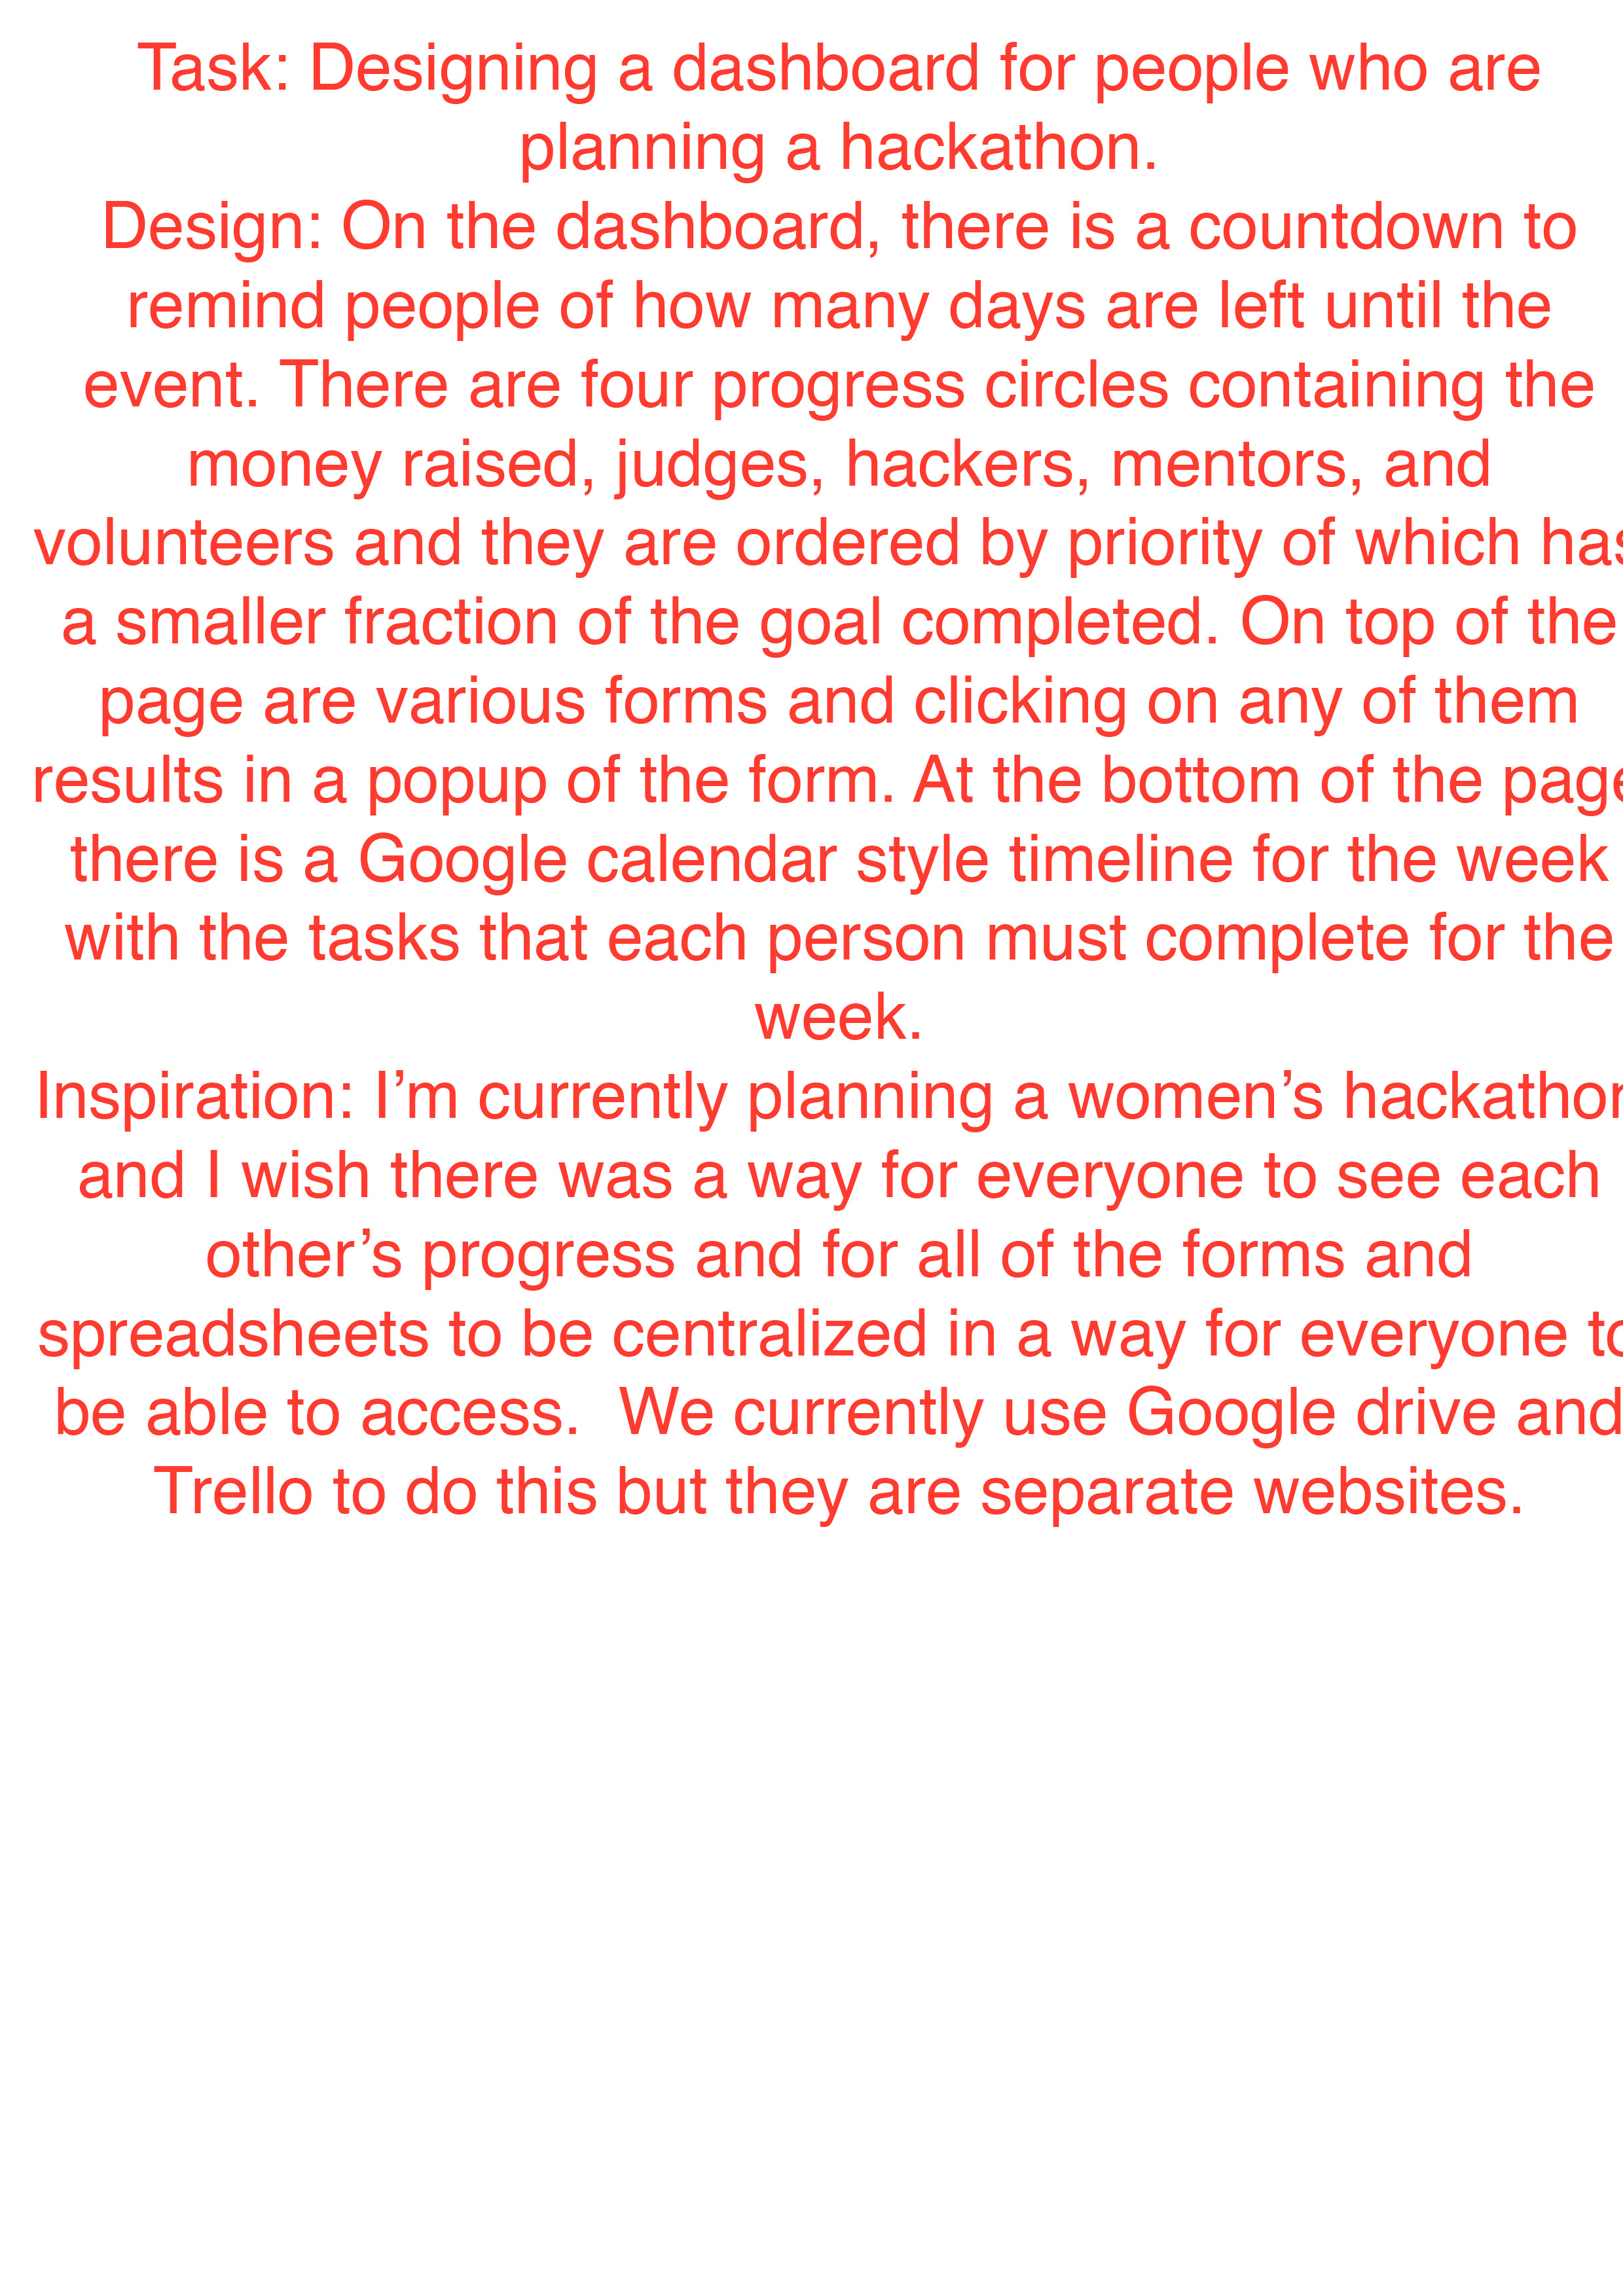 Task: Designing a dashboard for people who are
planning a hackathon.
Design: On the dashboard, there is a countdown to
remind people of how many days are left until the
event. There are four progress circles containing the
money raised, judges, hackers, mentors, and
volunteers and they are ordered by priority of which has
a smaller fraction of the goal completed. On top of the
page are various forms and clicking on any of them
results in a popup of the form. At the bottom of the page
there is a Google calendar style timeline for the week
with the tasks that each person must complete for the
week.
Inspiration: I’m currently planning a women’s hackathon
and I wish there was a way for everyone to see each
other’s progress and for all of the forms and
spreadsheets to be centralized in a way for everyone to
be able to access.  We currently use Google drive and
Trello to do this but they are separate websites.